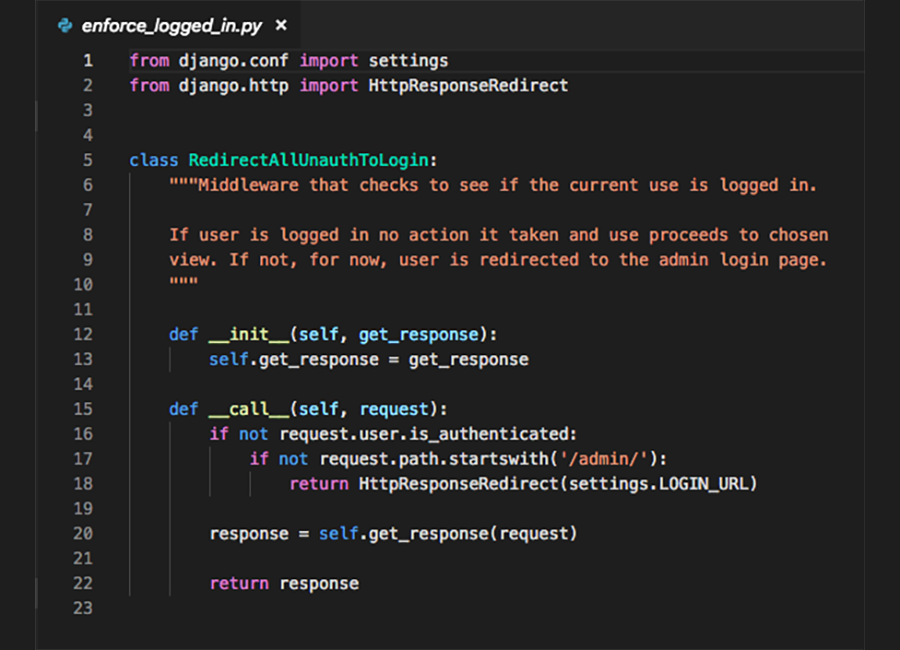 enforce_logged_in.py ×
1 from django.conf import settings
2 from django.http import HttpResponseRedirect
3
4
5 class RedirectAllUnauthToLogin:
6     """Middleware that checks to see if the current use is logged in.
7
8     If user is logged in no action it taken and use proceeds to chosen
9     view. If not, for now, user is redirected to the admin login page.
10     """
11
12     def __init__(self, get_response):
13         self.get_response = get_response
14
15     def __call__(self, request):
16         if not request.user.is_authenticated:
17             if not request.path.startswith('/admin/'):
18                 return HttpResponseRedirect(settings.LOGIN_URL)
19
20         response = self.get_response(request)
21
22         return response
23